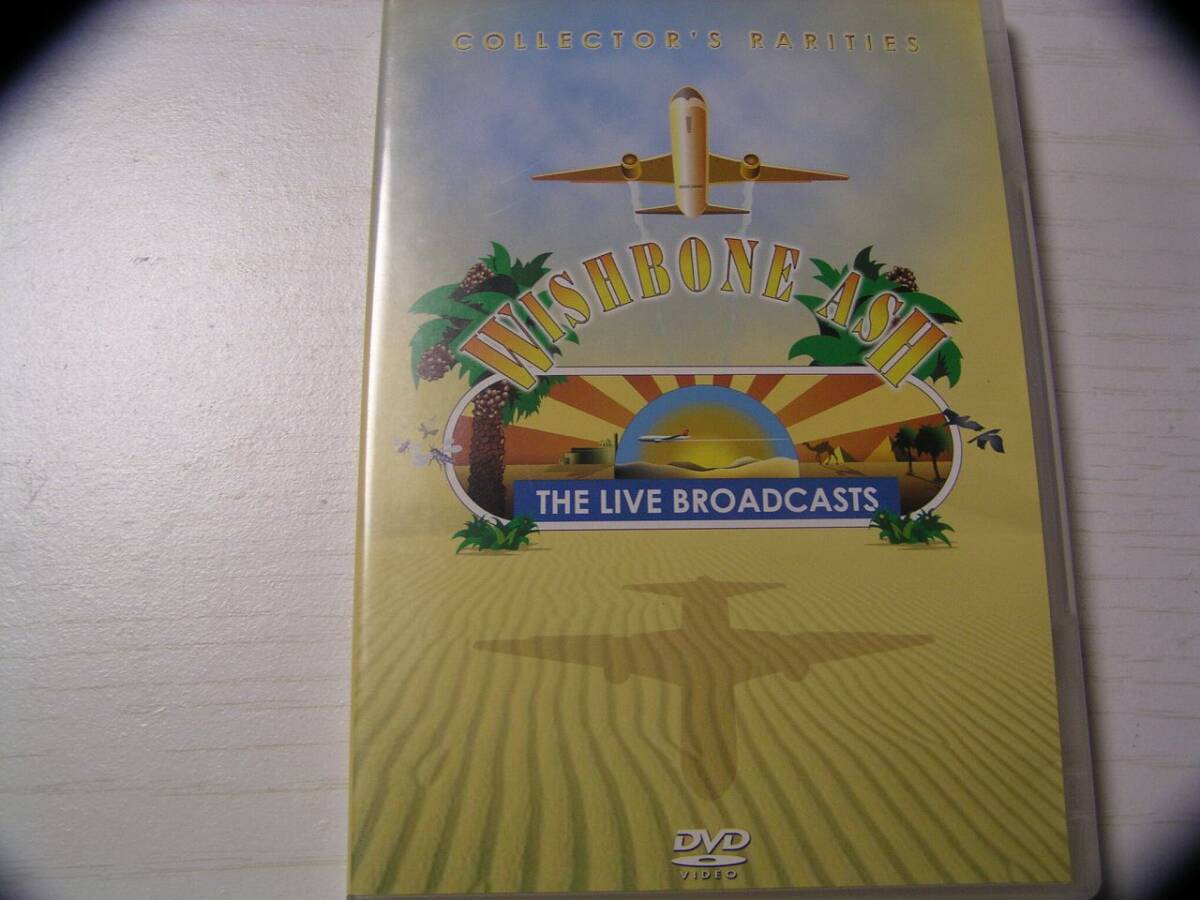 COLLECTOR'S RARITIES
WISHBONE ASH
THE LIVE BROADCASTS
DVD
VIDEO